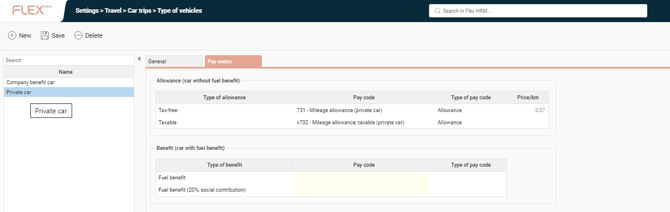 FLEX
Settings > Travel > Car trips > Type of vehicles
Search in Flex HRM...
New
Save
Delete
Search
Name
Company benefit car
Private car
Private car
General
Pay codes
Allowance (car without fuel benefit)
Type of allowance Pay code Type of pay code Price/km
Tax-free 731 - Mileage allowance (private car) Allowance 0,57
Taxable x732 - Mileage allowance, taxable (private car) Allowance
Benefit (car with fuel benefit)
Type of benefit Pay code Type of pay code
Fuel benefit
Fuel benefit (20%, social contribution)